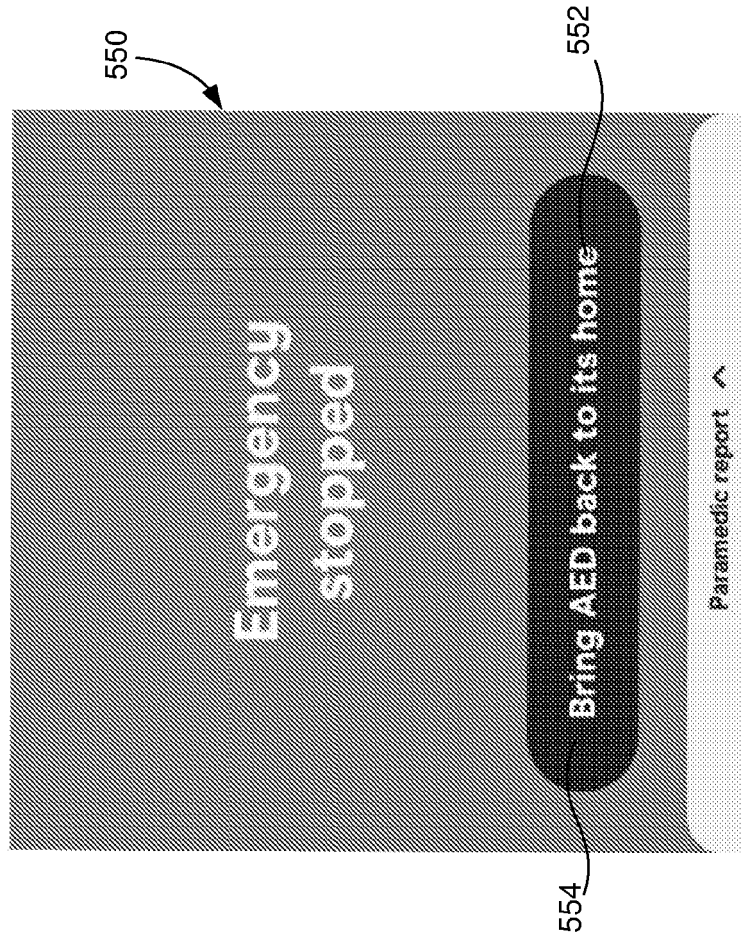 550
Emergency
stopped
552
Bring AED back to its home
554
Paramedic report